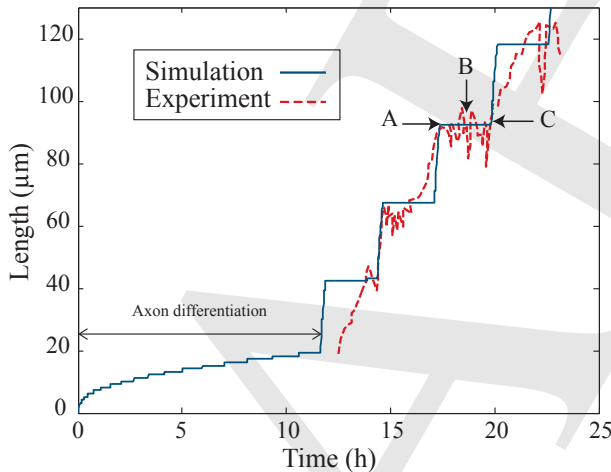 120
100
80
60
40
20
0
Length (μm)
Simulation
Experiment
A
B
C
Axon differentiation
0
5
10
15
20
25
Time (h)